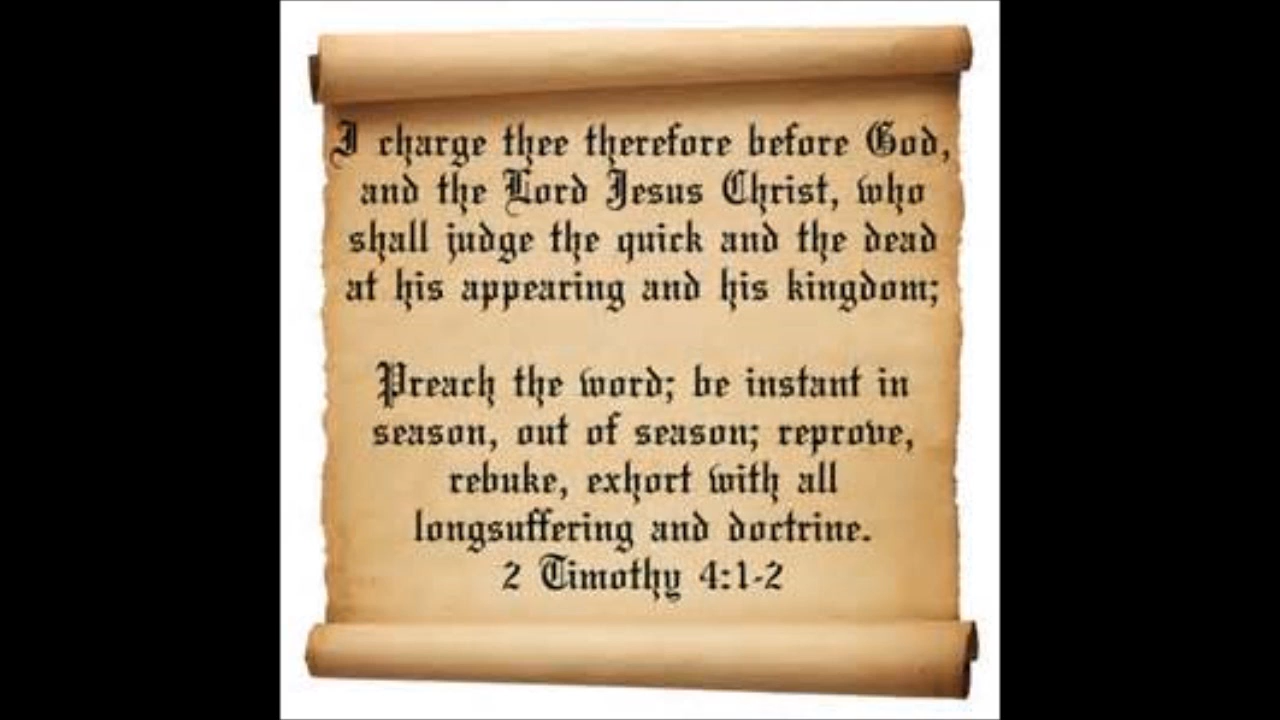 I charge thee therefore before God,
and the Lord Jesus Christ, who
shall judge the quick and the dead
at his appearing and his kingdom;
Preach the word; be instant in
season, out of season; reprove,
rebuke, exhort with all
longsuffering and doctrine.
2 Timothy 4:1-2